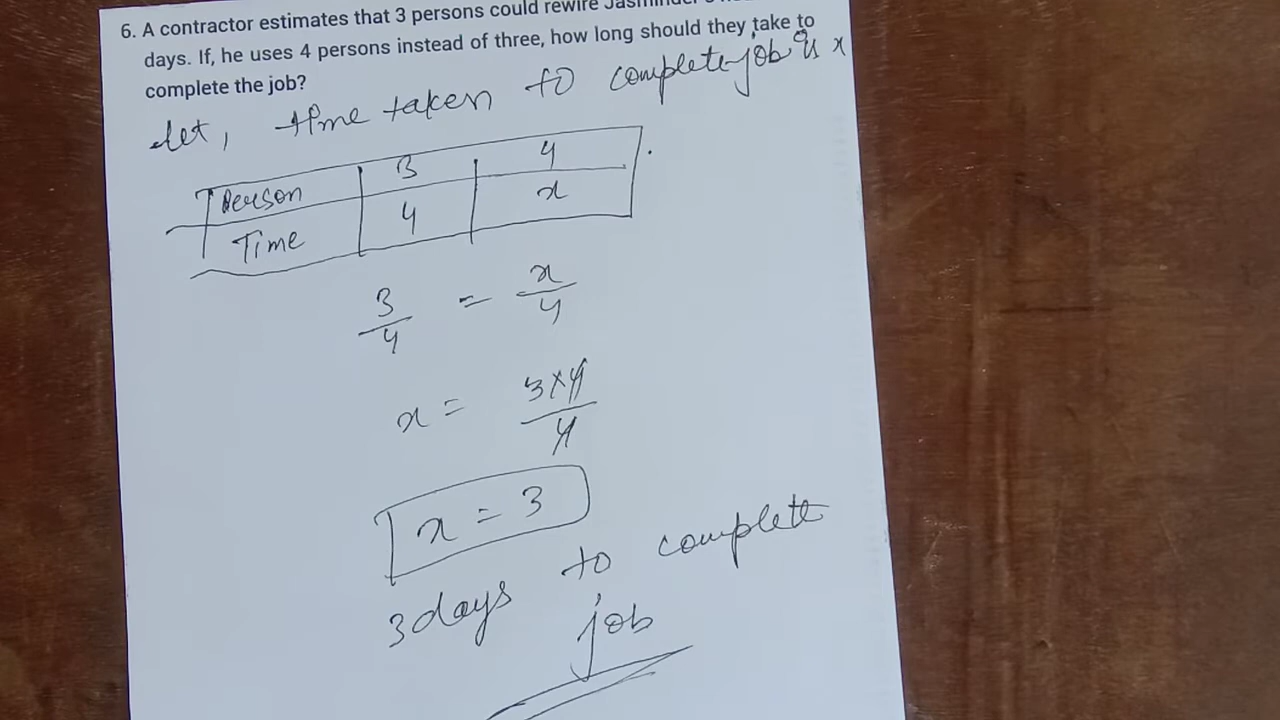 6. A contractor estimates that 3 persons could rewire
days. If, he uses 4 persons instead of three, how long should they take to
complete the job?
let, time taken to complete job is x
Person 3 4
Time 4 x
3/4 = x/4
x = 3×4/4
x = 3
3 days to complete
job